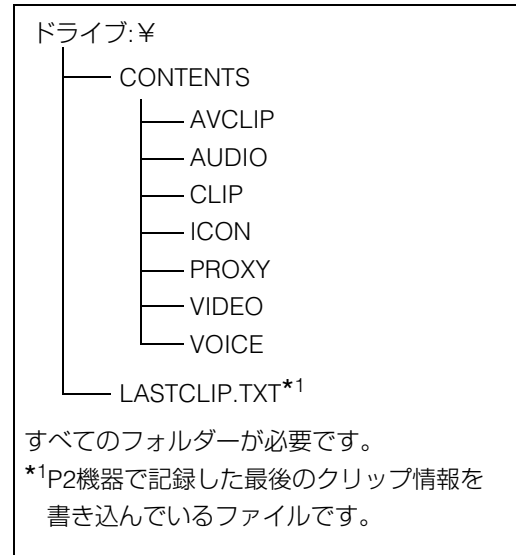 ドライブ:¥
CONTENTS
AVCLIP
AUDIO
CLIP
ICON
PROXY
VIDEO
VOICE
LASTCLIP.TXT*1
すべてのフォルダーが必要です。
*1P2機器で記録した最後のクリップ情報を
書き込んでいるファイルです。